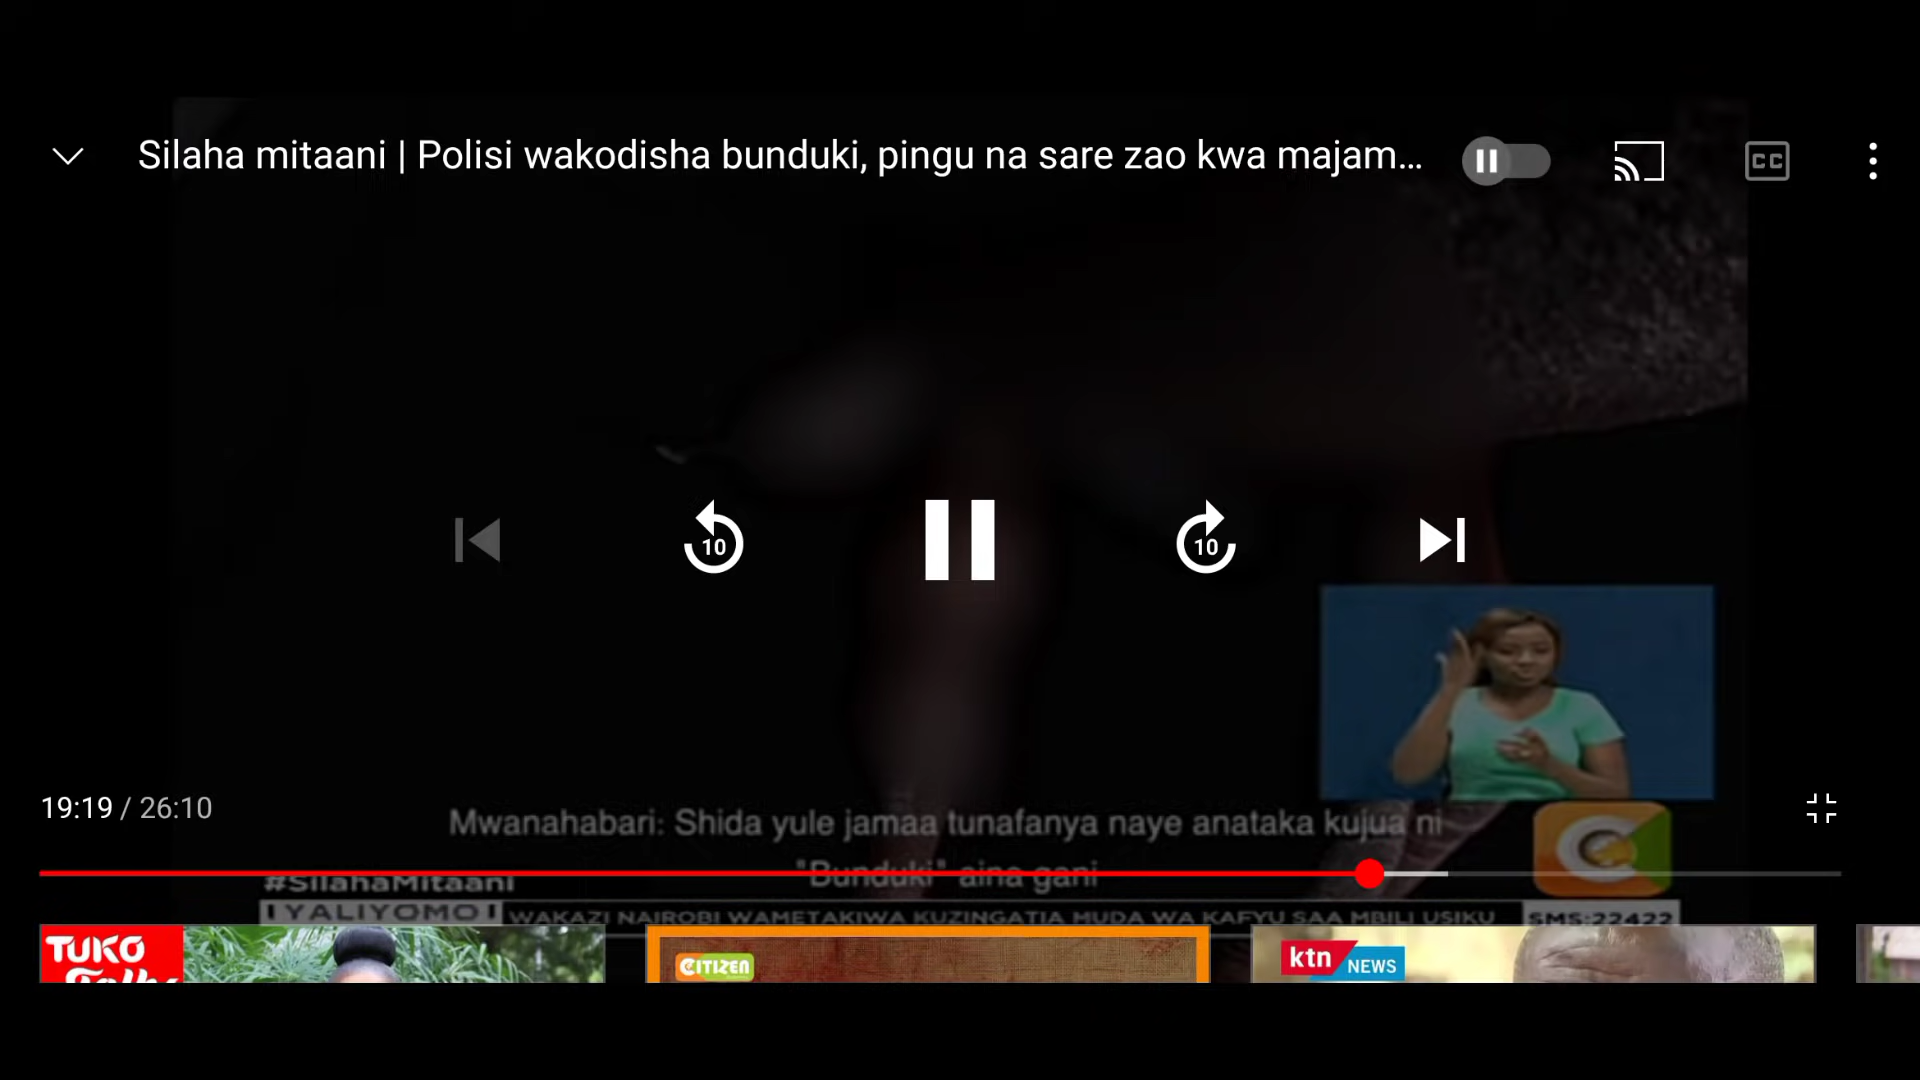 Silaha mitaani | Polisi wakodisha bunduki, pingu na sare zao kwa majam...
CC
10
10
19:19 / 26:10
Mwanahabari: Shida yule jamaa tunafanya naye anataka kujua ni
"Bunduki" aina gani
#SilahaMitaani
YALIYOMO
WAKAZI NAIROBI WAMETAKIWA KUZINGATIA MUDA WA KAFYU SAA MBILI USIKU
SMS:22422
TUKO
Talks
CITIZEN
ktn NEWS